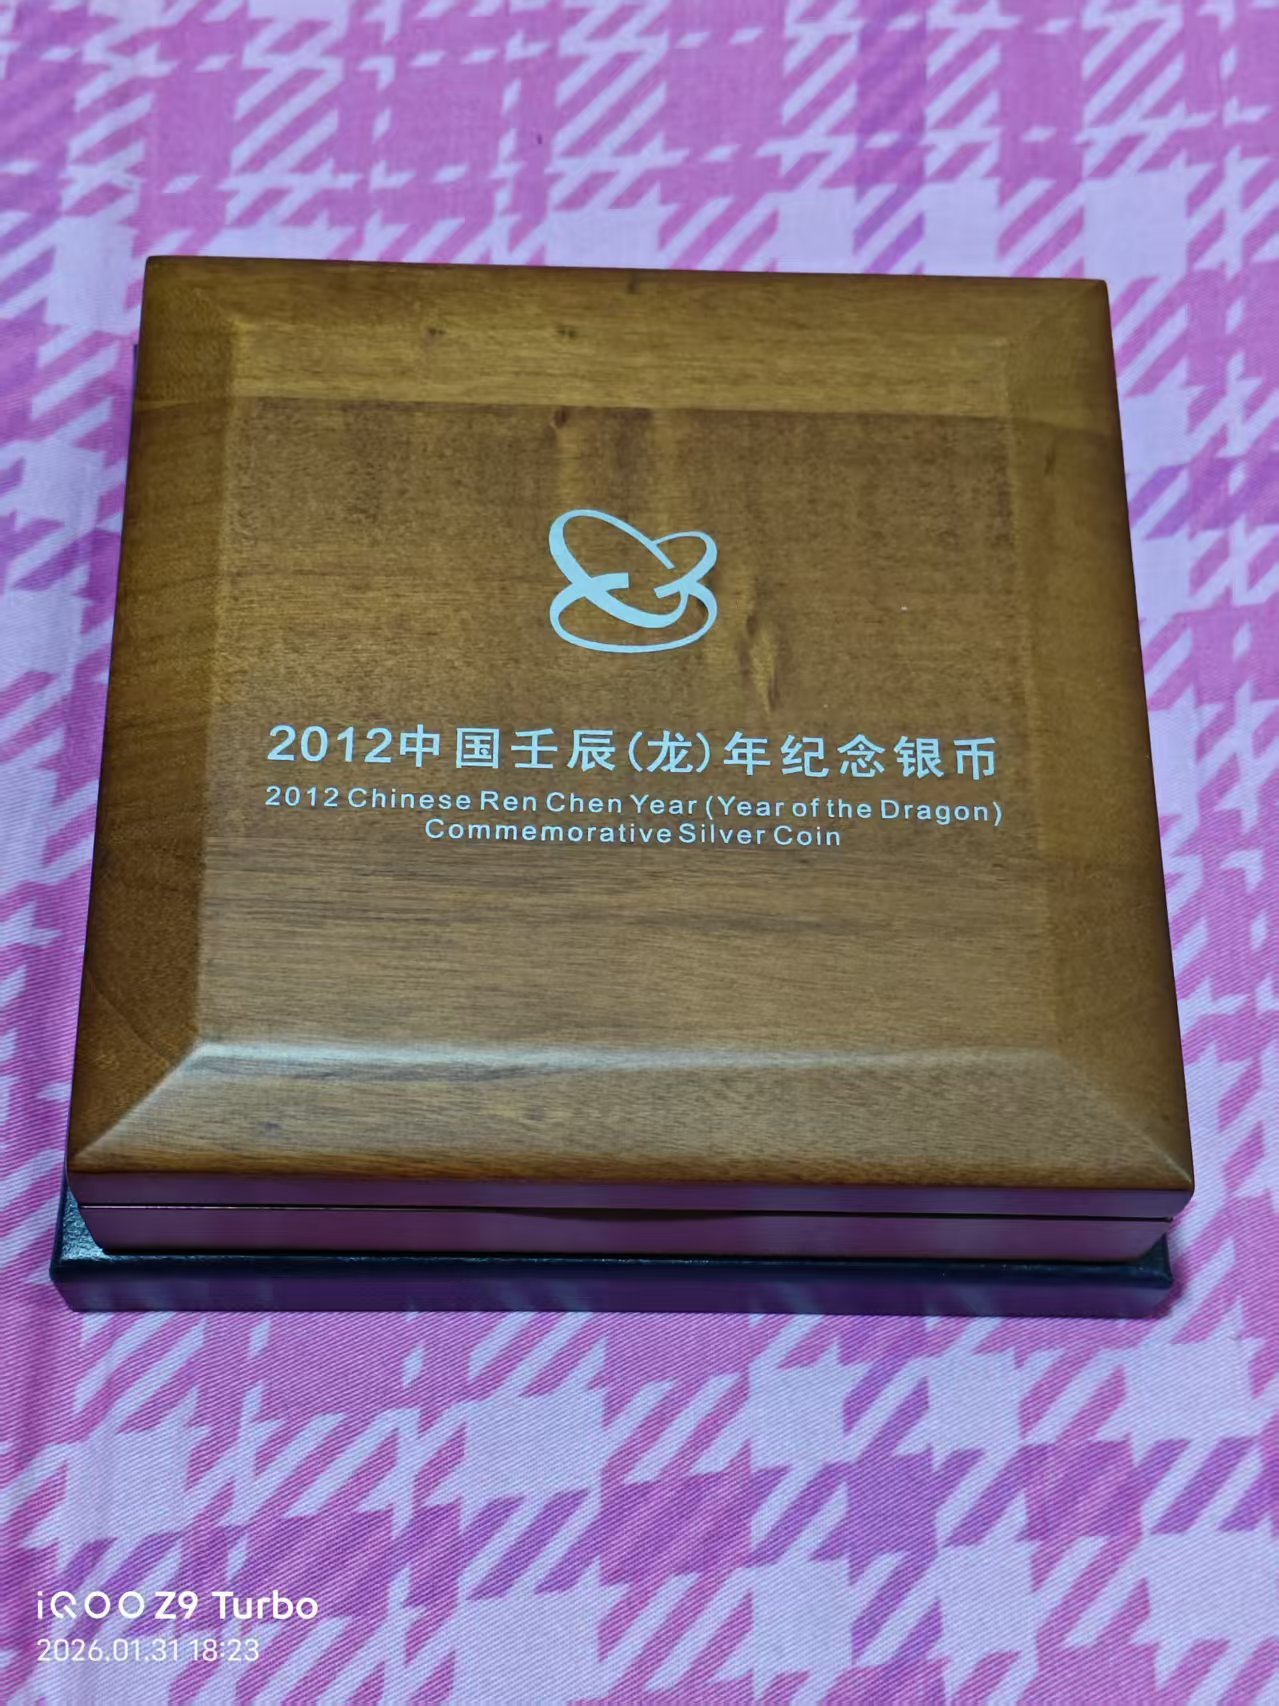 2012中国壬辰(龙)年纪念银币
2012 Chinese Ren Chen Year (Year of the Dragon)
Commemorative Silver Coin
iQOO Z9 Turbo
2026.01.31 18:23